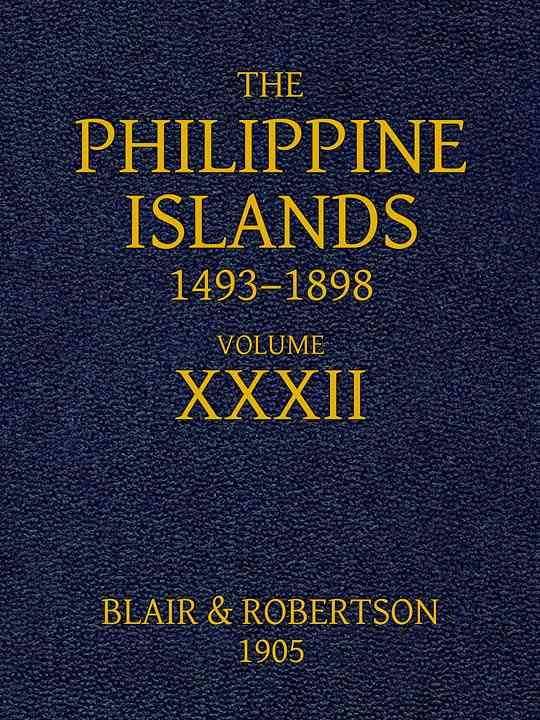 THE
PHILIPPINE
ISLANDS
1493–1898
VOLUME
XXXII
BLAIR & ROBERTSON
1905